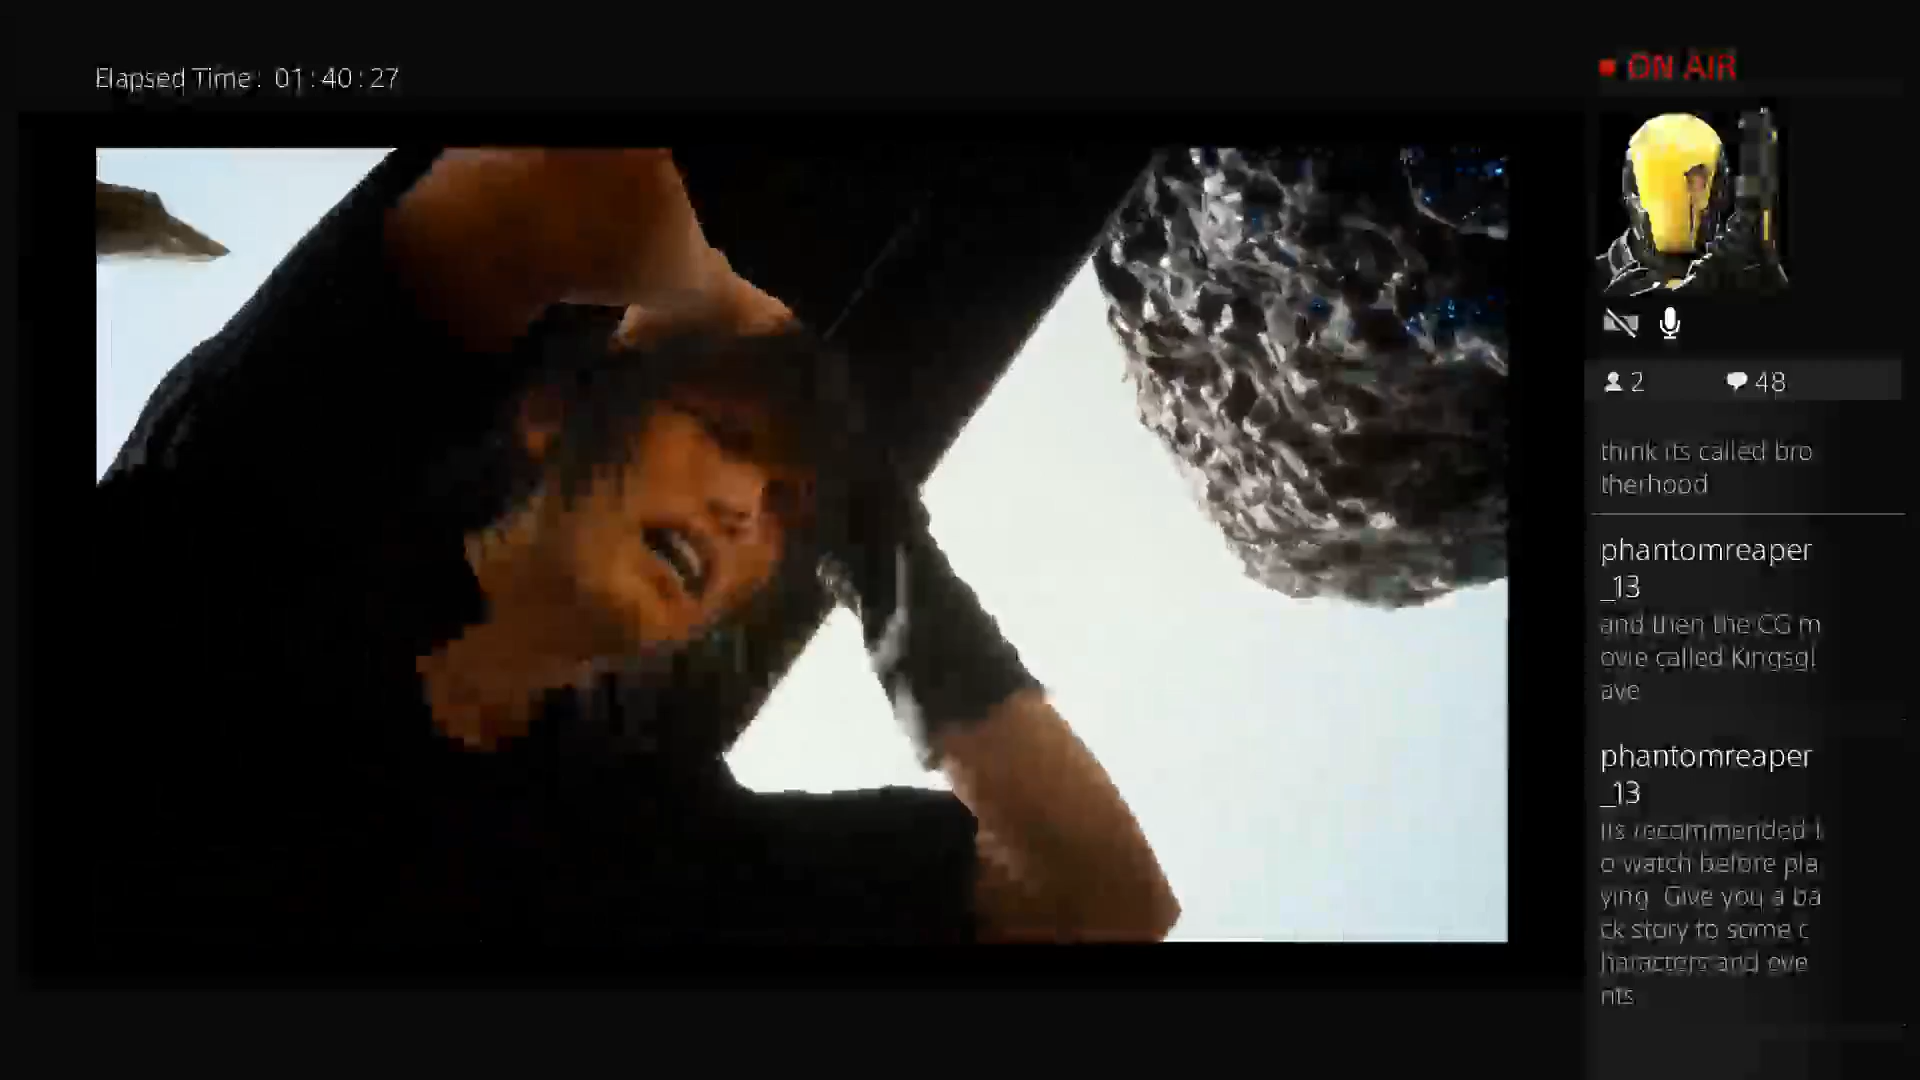 Elapsed Time: 01:40:27
ON AIR
2
48
think its called bro
therhood
phantomreaper
_13
and then the CG m
ovie called Kingsgl
ave
phantomreaper
_13
Its recommended t
o watch before pla
ying. Give you a ba
ck story to some c
haracters and eve
nts